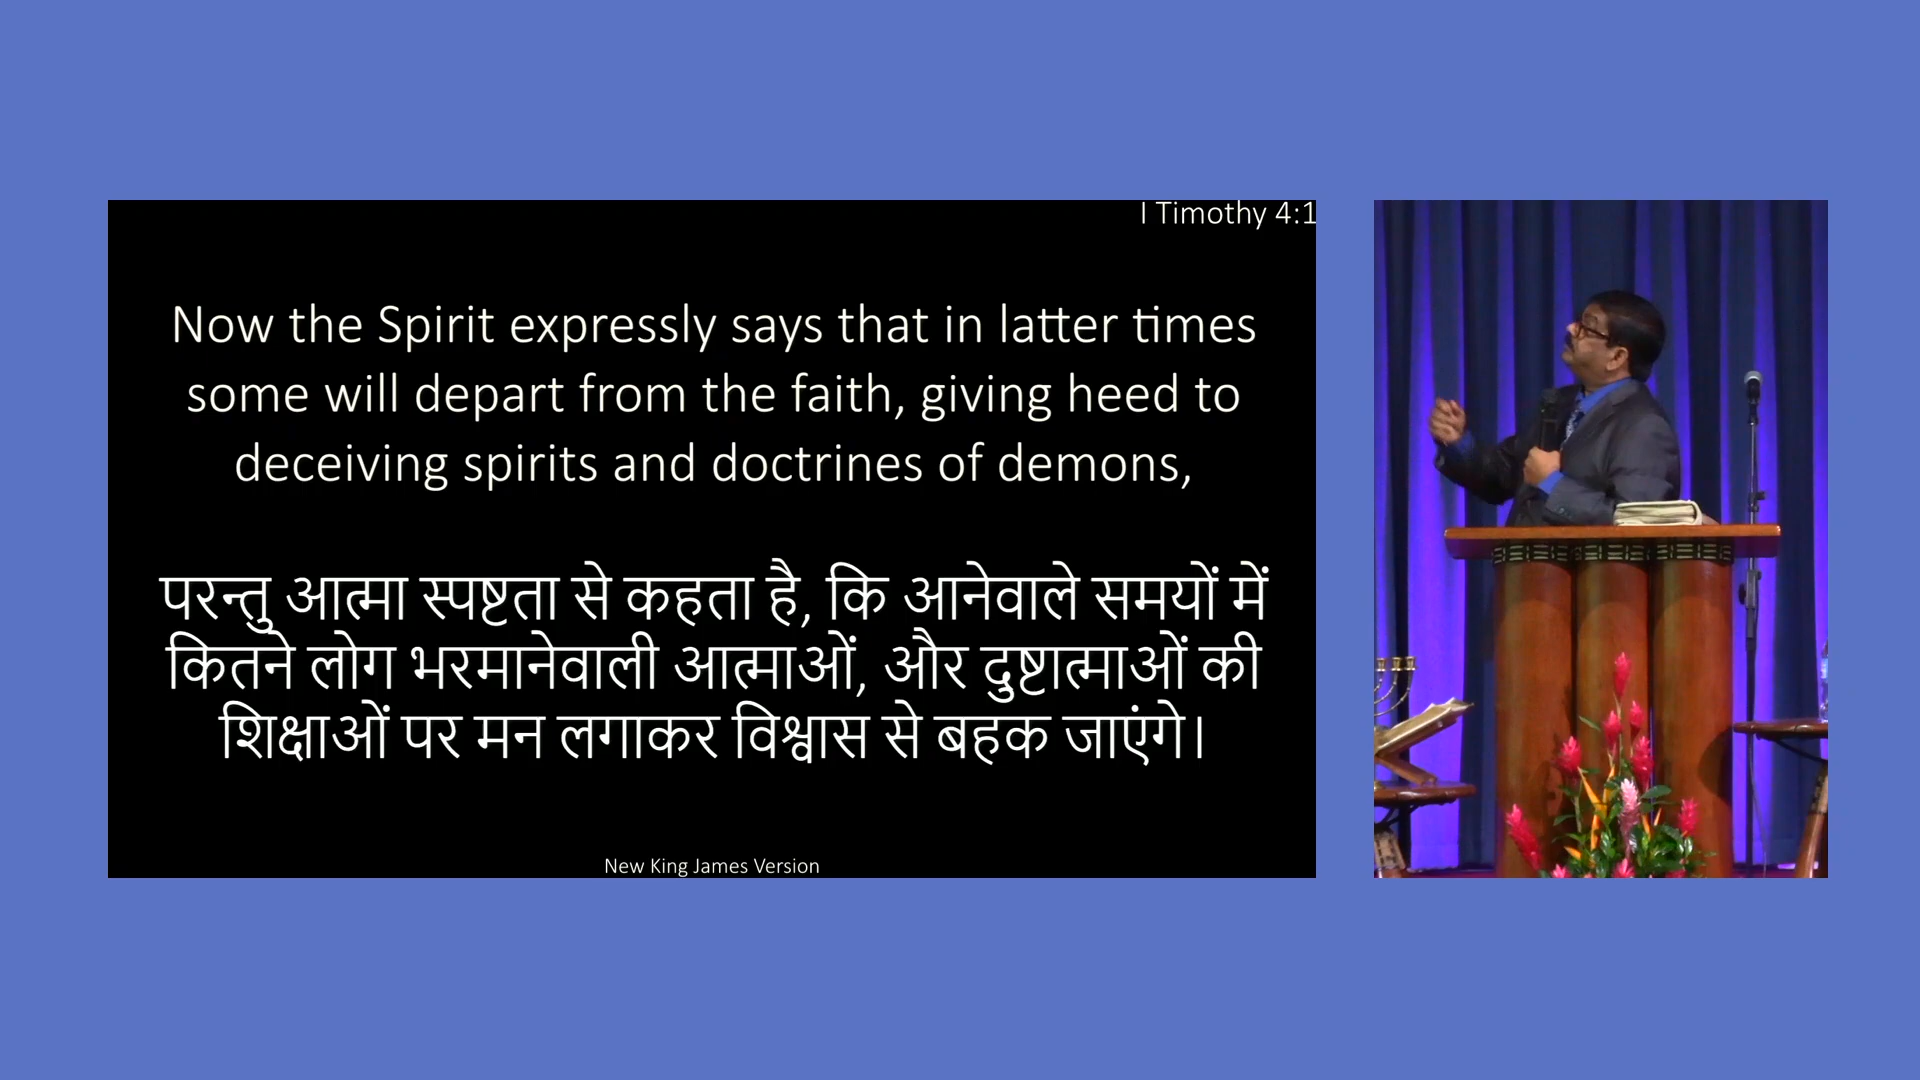 I Timothy 4:1
Now the Spirit expressly says that in latter times
some will depart from the faith, giving heed to
deceiving spirits and doctrines of demons,
परन्तु आत्मा स्पष्टता से कहता है, कि आनेवाले समयों में
कितने लोग भरमानेवाली आत्माओं, और दुष्टात्माओं की
शिक्षाओं पर मन लगाकर विश्वास से बहक जाएंगे।
New King James Version